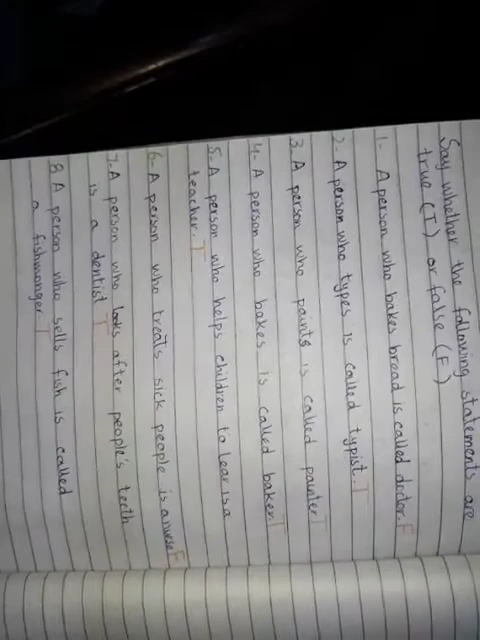 Say whether the following statements are
true (T) or false (F)
1- A person who bakes bread is called doctor. F
2- A person who types is called typist. T
3- A person who paints is called painter T
4- A person who bakes is called baker. T
5- A person who helps children to lear is a
teacher. T
6- A person who treats sick people is a nurse F
7- A person who looks after people's teeth
is a dentist T
8 A person who sells fish is called
a fishmonger T